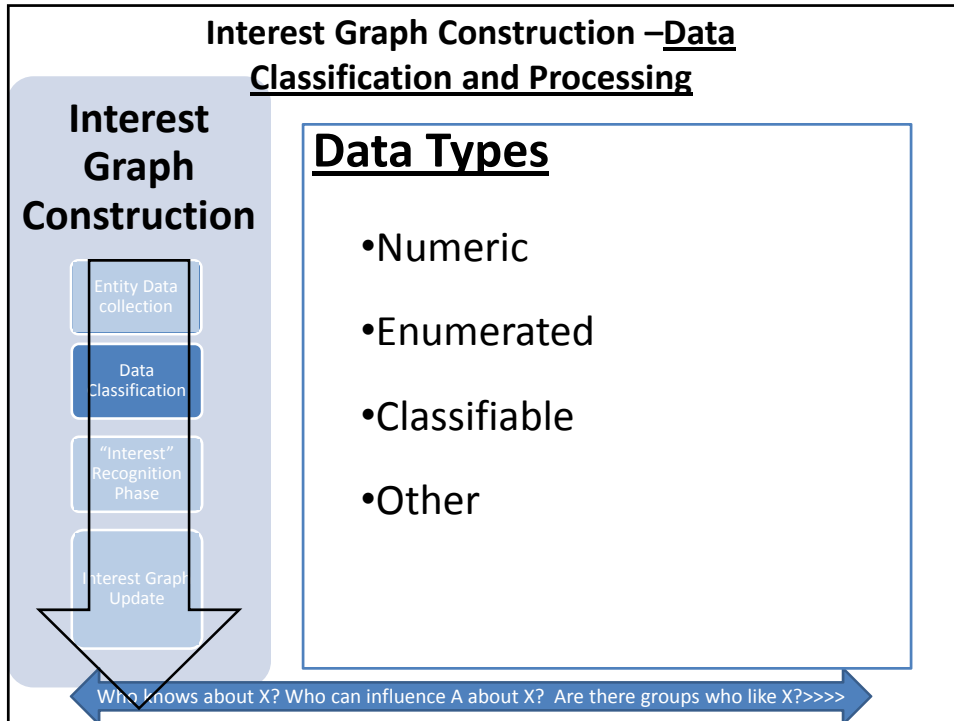 Interest Graph Construction –Data
Classification and Processing
Interest
Graph
Construction
Entity Data
collection
Data
Classification
“Interest”
Recognition
Phase
Interest Graph
Update
Data Types
•Numeric
•Enumerated
•Classifiable
•Other
Who knows about X? Who can influence A about X? Are there groups who like X?>>>>